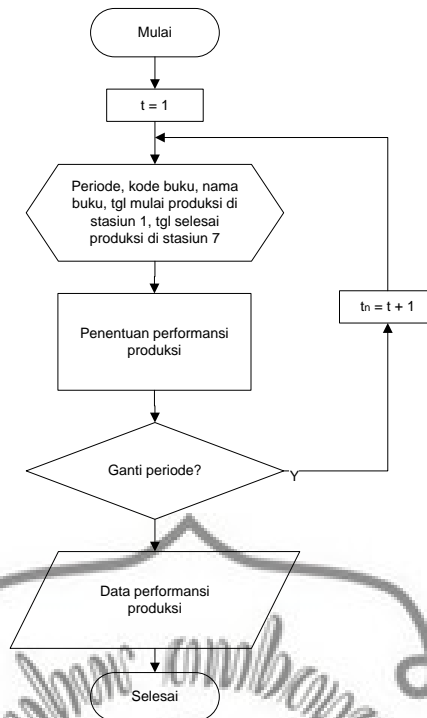 Mulai
t = 1
Periode, kode buku, nama
buku, tgl mulai produksi di
stasiun 1, tgl selesai
produksi di stasiun 7
Penentuan performansi
produksi
tn = t + 1
Ganti periode?
Y
Data performansi
produksi
Selesai